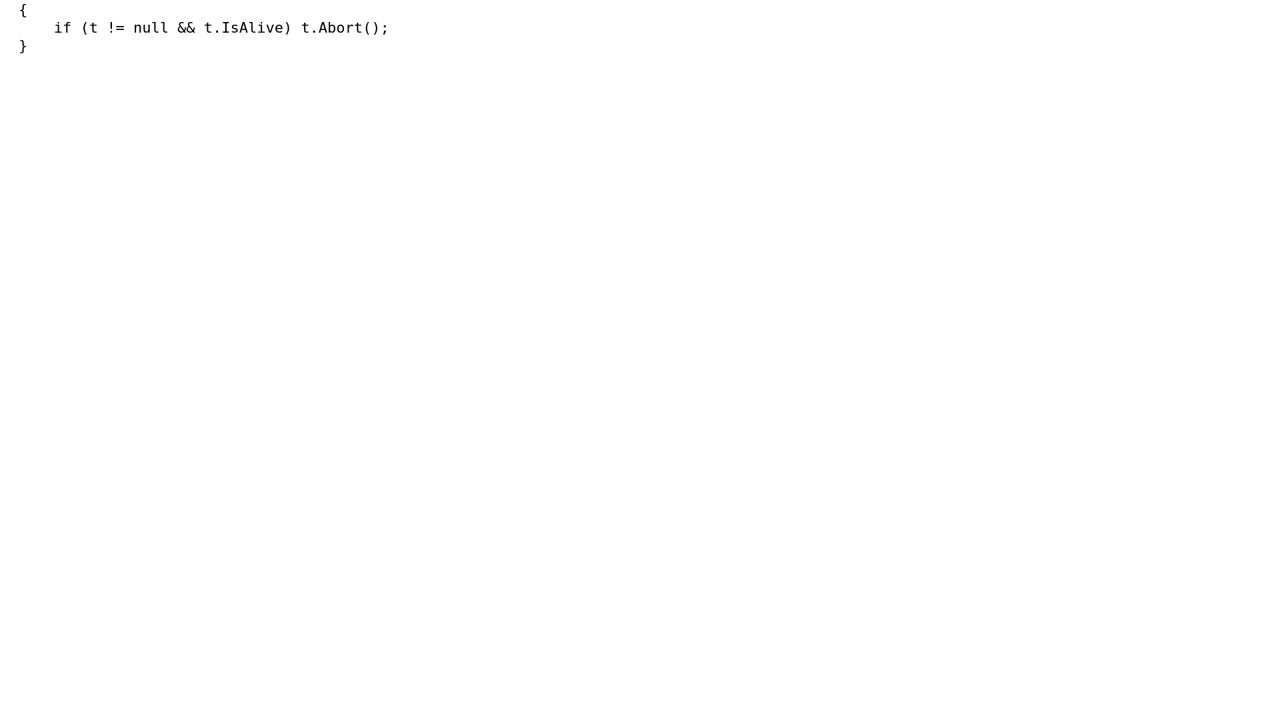 {
    if (t != null && t.IsAlive) t.Abort();
}